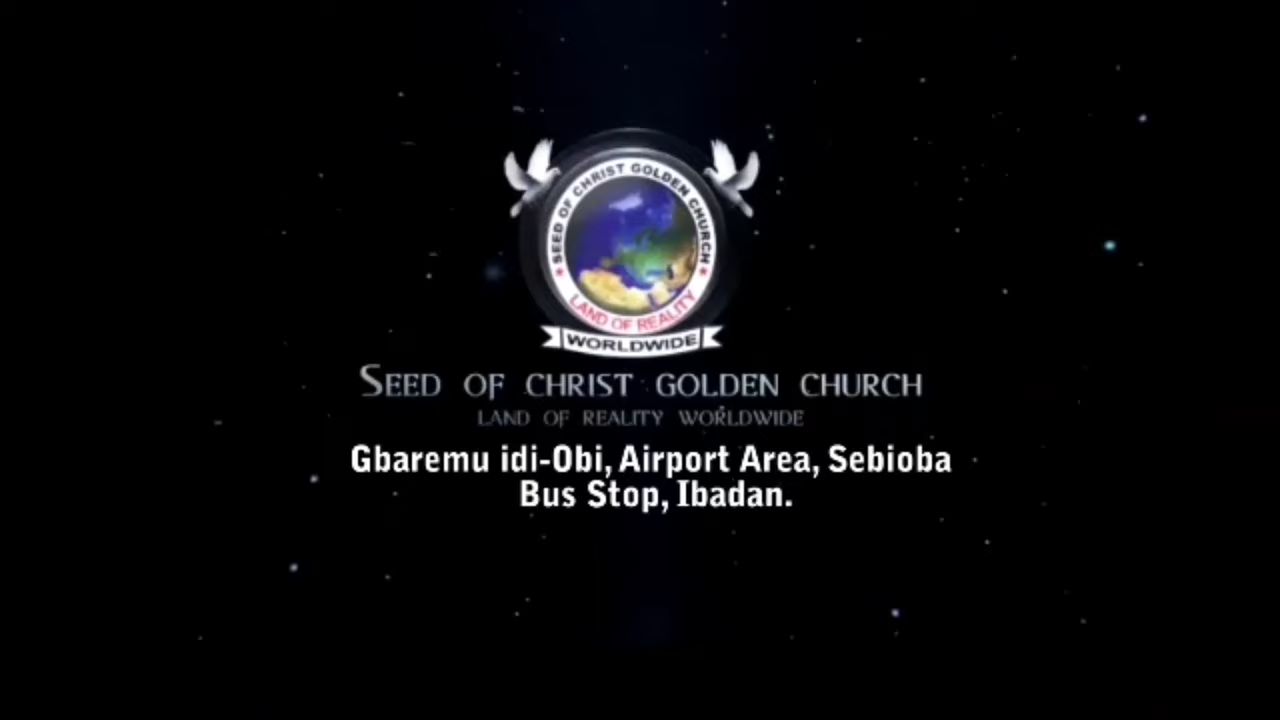 SEED OF CHRIST GOLDEN CHURCH
LAND OF REALITY
WORLDWIDE
SEED OF CHRIST GOLDEN CHURCH
LAND OF REALITY WORLDWIDE
Gbaremu idi-Obi, Airport Area, Sebioba
Bus Stop, Ibadan.